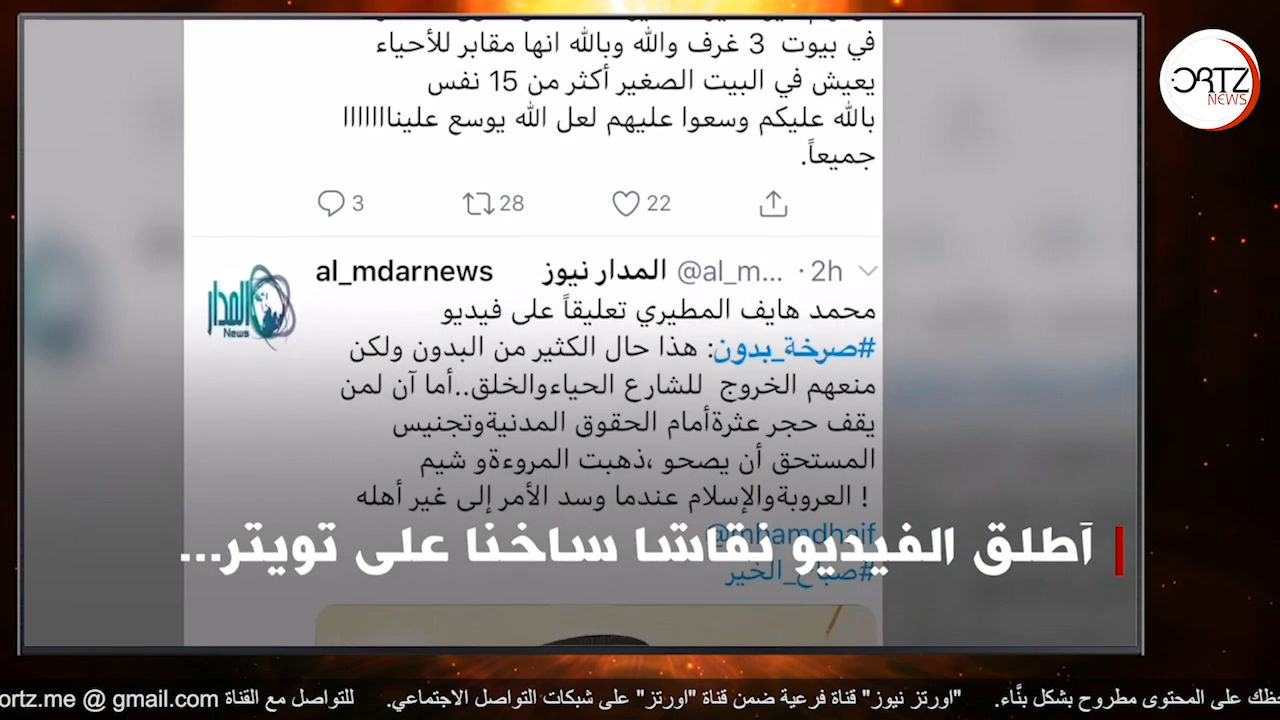 في بيوت 3 غرف والله وبالله انها مقابر للأحياء
يعيش في البيت الصغير أكثر من 15 نفس
بالله عليكم وسعوا عليهم لعل الله يوسع عليناااااااا
جميعاً.
3 28 22
ORTZ
NEWS
al_mdarnews المدار نيوز @al_m... · 2h
المدار
News
محمد هايف المطيري تعليقاً على فيديو
#صرخة_بدون: هذا حال الكثير من البدون ولكن
منعهم الخروج للشارع الحياءوالخلق..أما آن لمن
يقف حجر عثرةأمام الحقوق المدنيةوتجنيس
المستحق أن يصحو ،ذهبت المروءةو شيم
العروبةوالإسلام عندما وسد الأمر إلى غير أهله !
@mhamdhaif
#صباح_الخير
أطلق الفيديو نقاشا ساخنا على تويتر...
على المحتوى مطروح بشكل بنَّاء. "اورتز نيوز" قناة فرعية ضمن قناة "اورتز" على شبكات التواصل الاجتماعي. للتواصل مع القناة ortz.me @ gmail.com